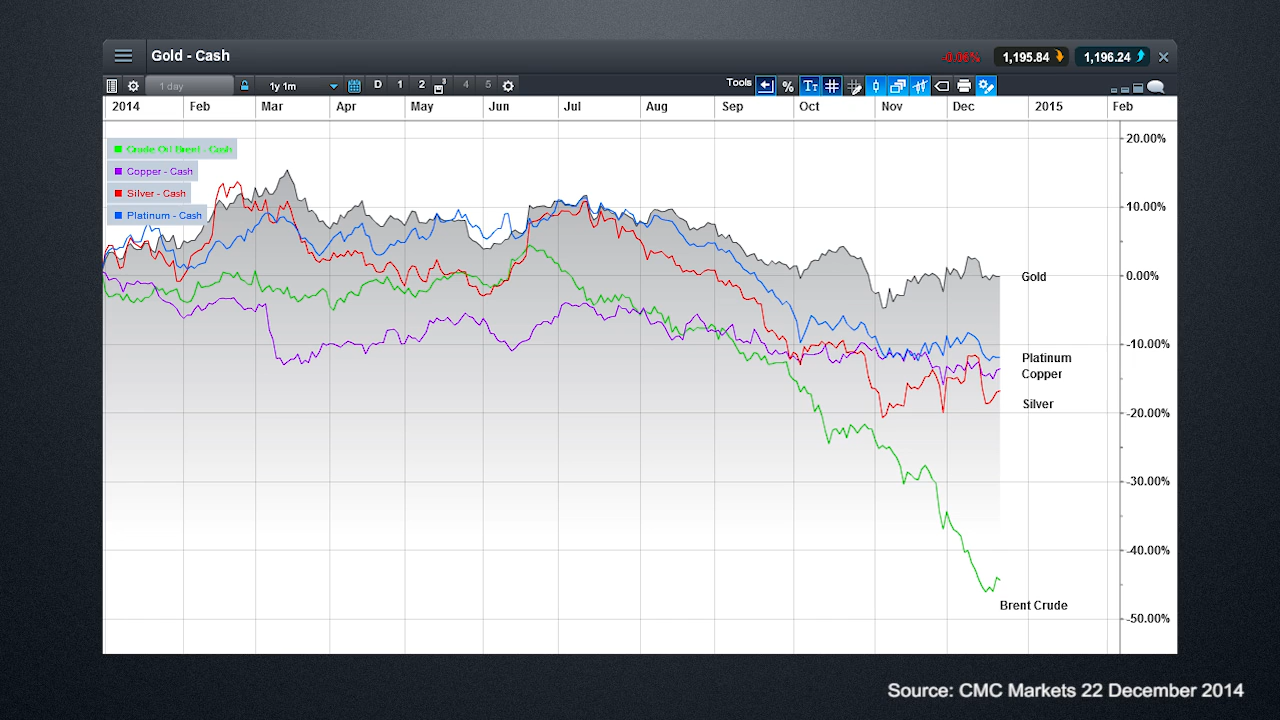 Gold - Cash
-0.06% 1,195.84 1,196.24
1 day 1y 1m D 1 2 3 4 5 Tools % TT
2014 Feb Mar Apr May Jun Jul Aug Sep Oct Nov Dec 2015 Feb
20.00%
Crude Oil Brent - Cash
Copper - Cash
Silver - Cash
10.00%
Platinum - Cash
0.00%
Gold
-10.00%
Platinum
Copper
Silver
-20.00%
-30.00%
-40.00%
Brent Crude
-50.00%
Source: CMC Markets 22 December 2014